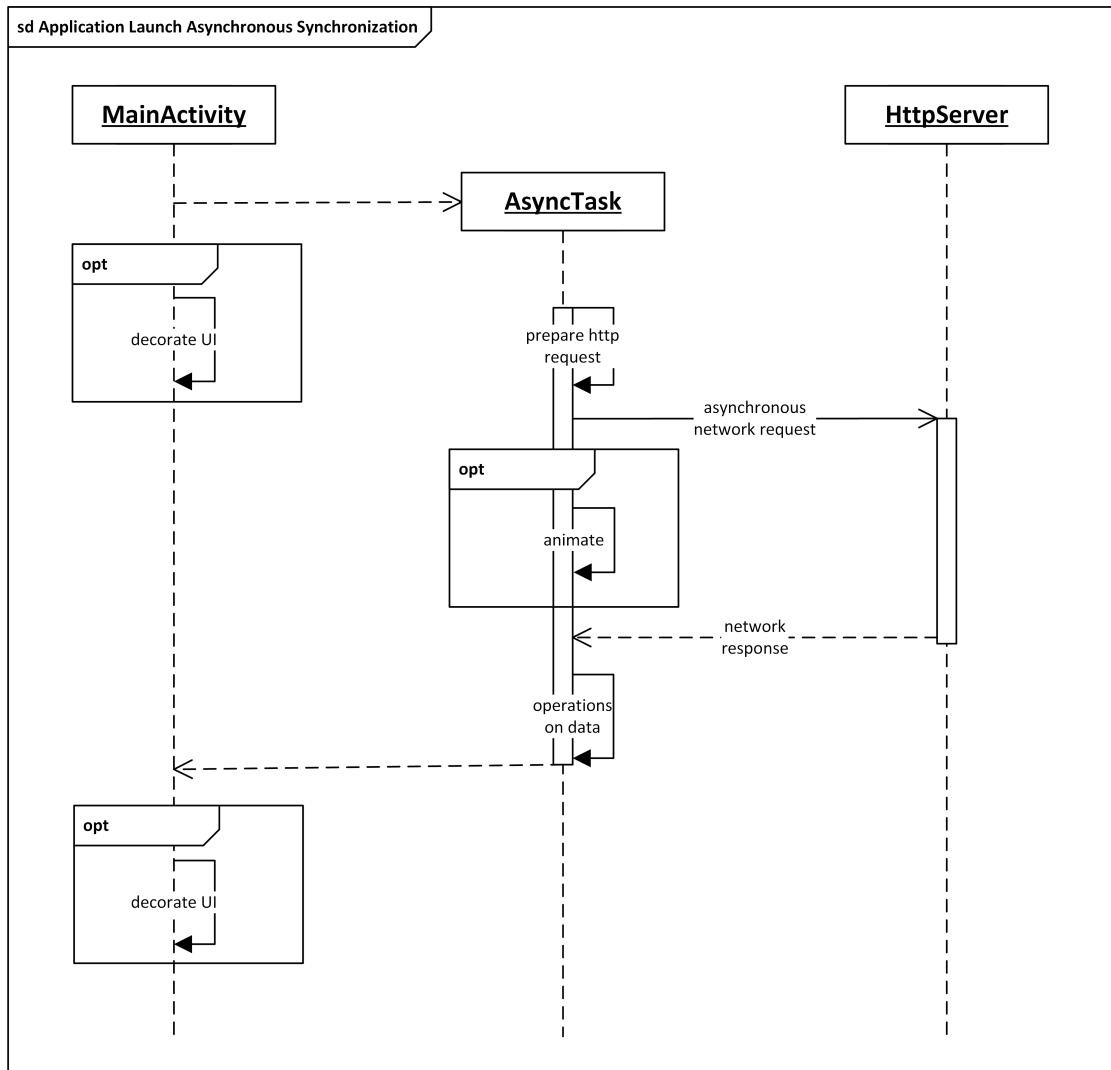 sd Application Launch Asynchronous Synchronization
MainActivity
HttpServer
AsyncTask
opt
decorate UI
prepare http
request
asynchronous
network request
opt
animate
network
response
operations
on data
opt
decorate UI